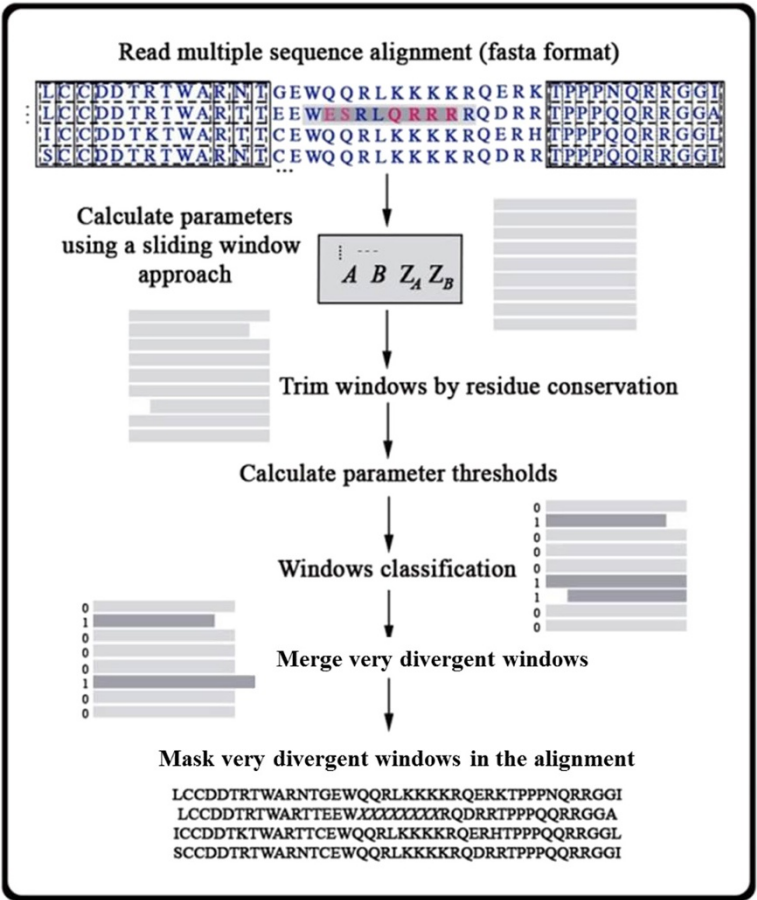 Read multiple sequence alignment (fasta format)
LCCDDTRTWARNTGEWQQRLKKKKRQERKTPPPNQRRGGI
LCCDDTRTWARTTEEWESRLQRRRRQDRRTPPPQQRRGGA
ICCDDTKTWARTTCEWQQRLKKKKRQERHTPPPQQRRGGL
SCCDDTRTWARTTCEWQQRLKKKKRQDRRTPPPQQRRGGI
...
Calculate parameters
using a sliding window
approach
A B Z_A Z_B
Trim windows by residue conservation
Calculate parameter thresholds
0
1
0
0
0
1
1
0
0
Windows classification
0
1
0
0
0
1
0
0
Merge very divergent windows
Mask very divergent windows in the alignment
LCCDDTRTWARNTGEWQQRLKKKKRQERKTPPPNQRRGGI
LCCDDTRTWARTTEEWXXXXXXXXRQDRRTPPPQQRRGGA
ICCDDTKTWARTTCEWQQRLKKKKRQERHTPPPQQRRGGL
SCCDDTRTWARNTCEWQQRLKKKKRQDRRTPPPQQRRGGI